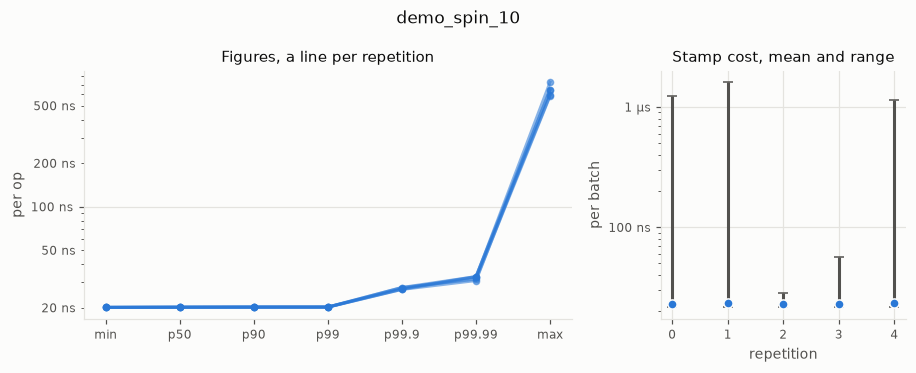 demo_spin_10
Figures, a line per repetition
Stamp cost, mean and range
per op
500 ns
200 ns
100 ns
50 ns
20 ns
min p50 p90 p99 p99.9 p99.99 max
per batch
1 µs
100 ns
0 1 2 3 4
repetition